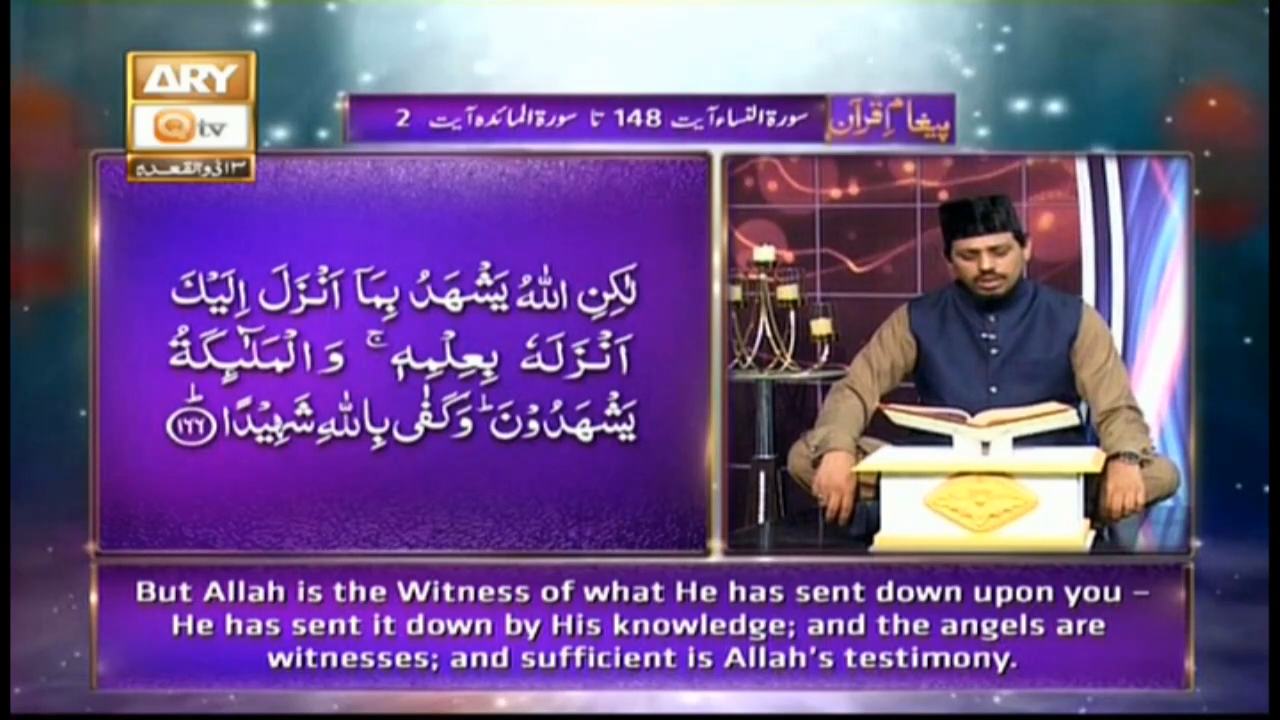 ARY
Qtv
۱۳ ذوالقعدہ
پیغامِ قرآن
سورۃ النساء آیت 148 تا سورۃ المائدہ آیت 2
لٰكِنِ اللّٰهُ يَشْهَدُ بِمَاۤ اَنْزَلَ اِلَيْكَ
اَنْزَلَهٗ بِعِلْمِهٖ ۚ وَالْمَلٰٓئِكَةُ
يَشْهَدُوْنَ ؕ وَكَفٰى بِاللّٰهِ شَهِيْدًا ؕ ﴿۱۶۶﴾
But Allah is the Witness of what He has sent down upon you –
He has sent it down by His knowledge; and the angels are
witnesses; and sufficient is Allah's testimony.